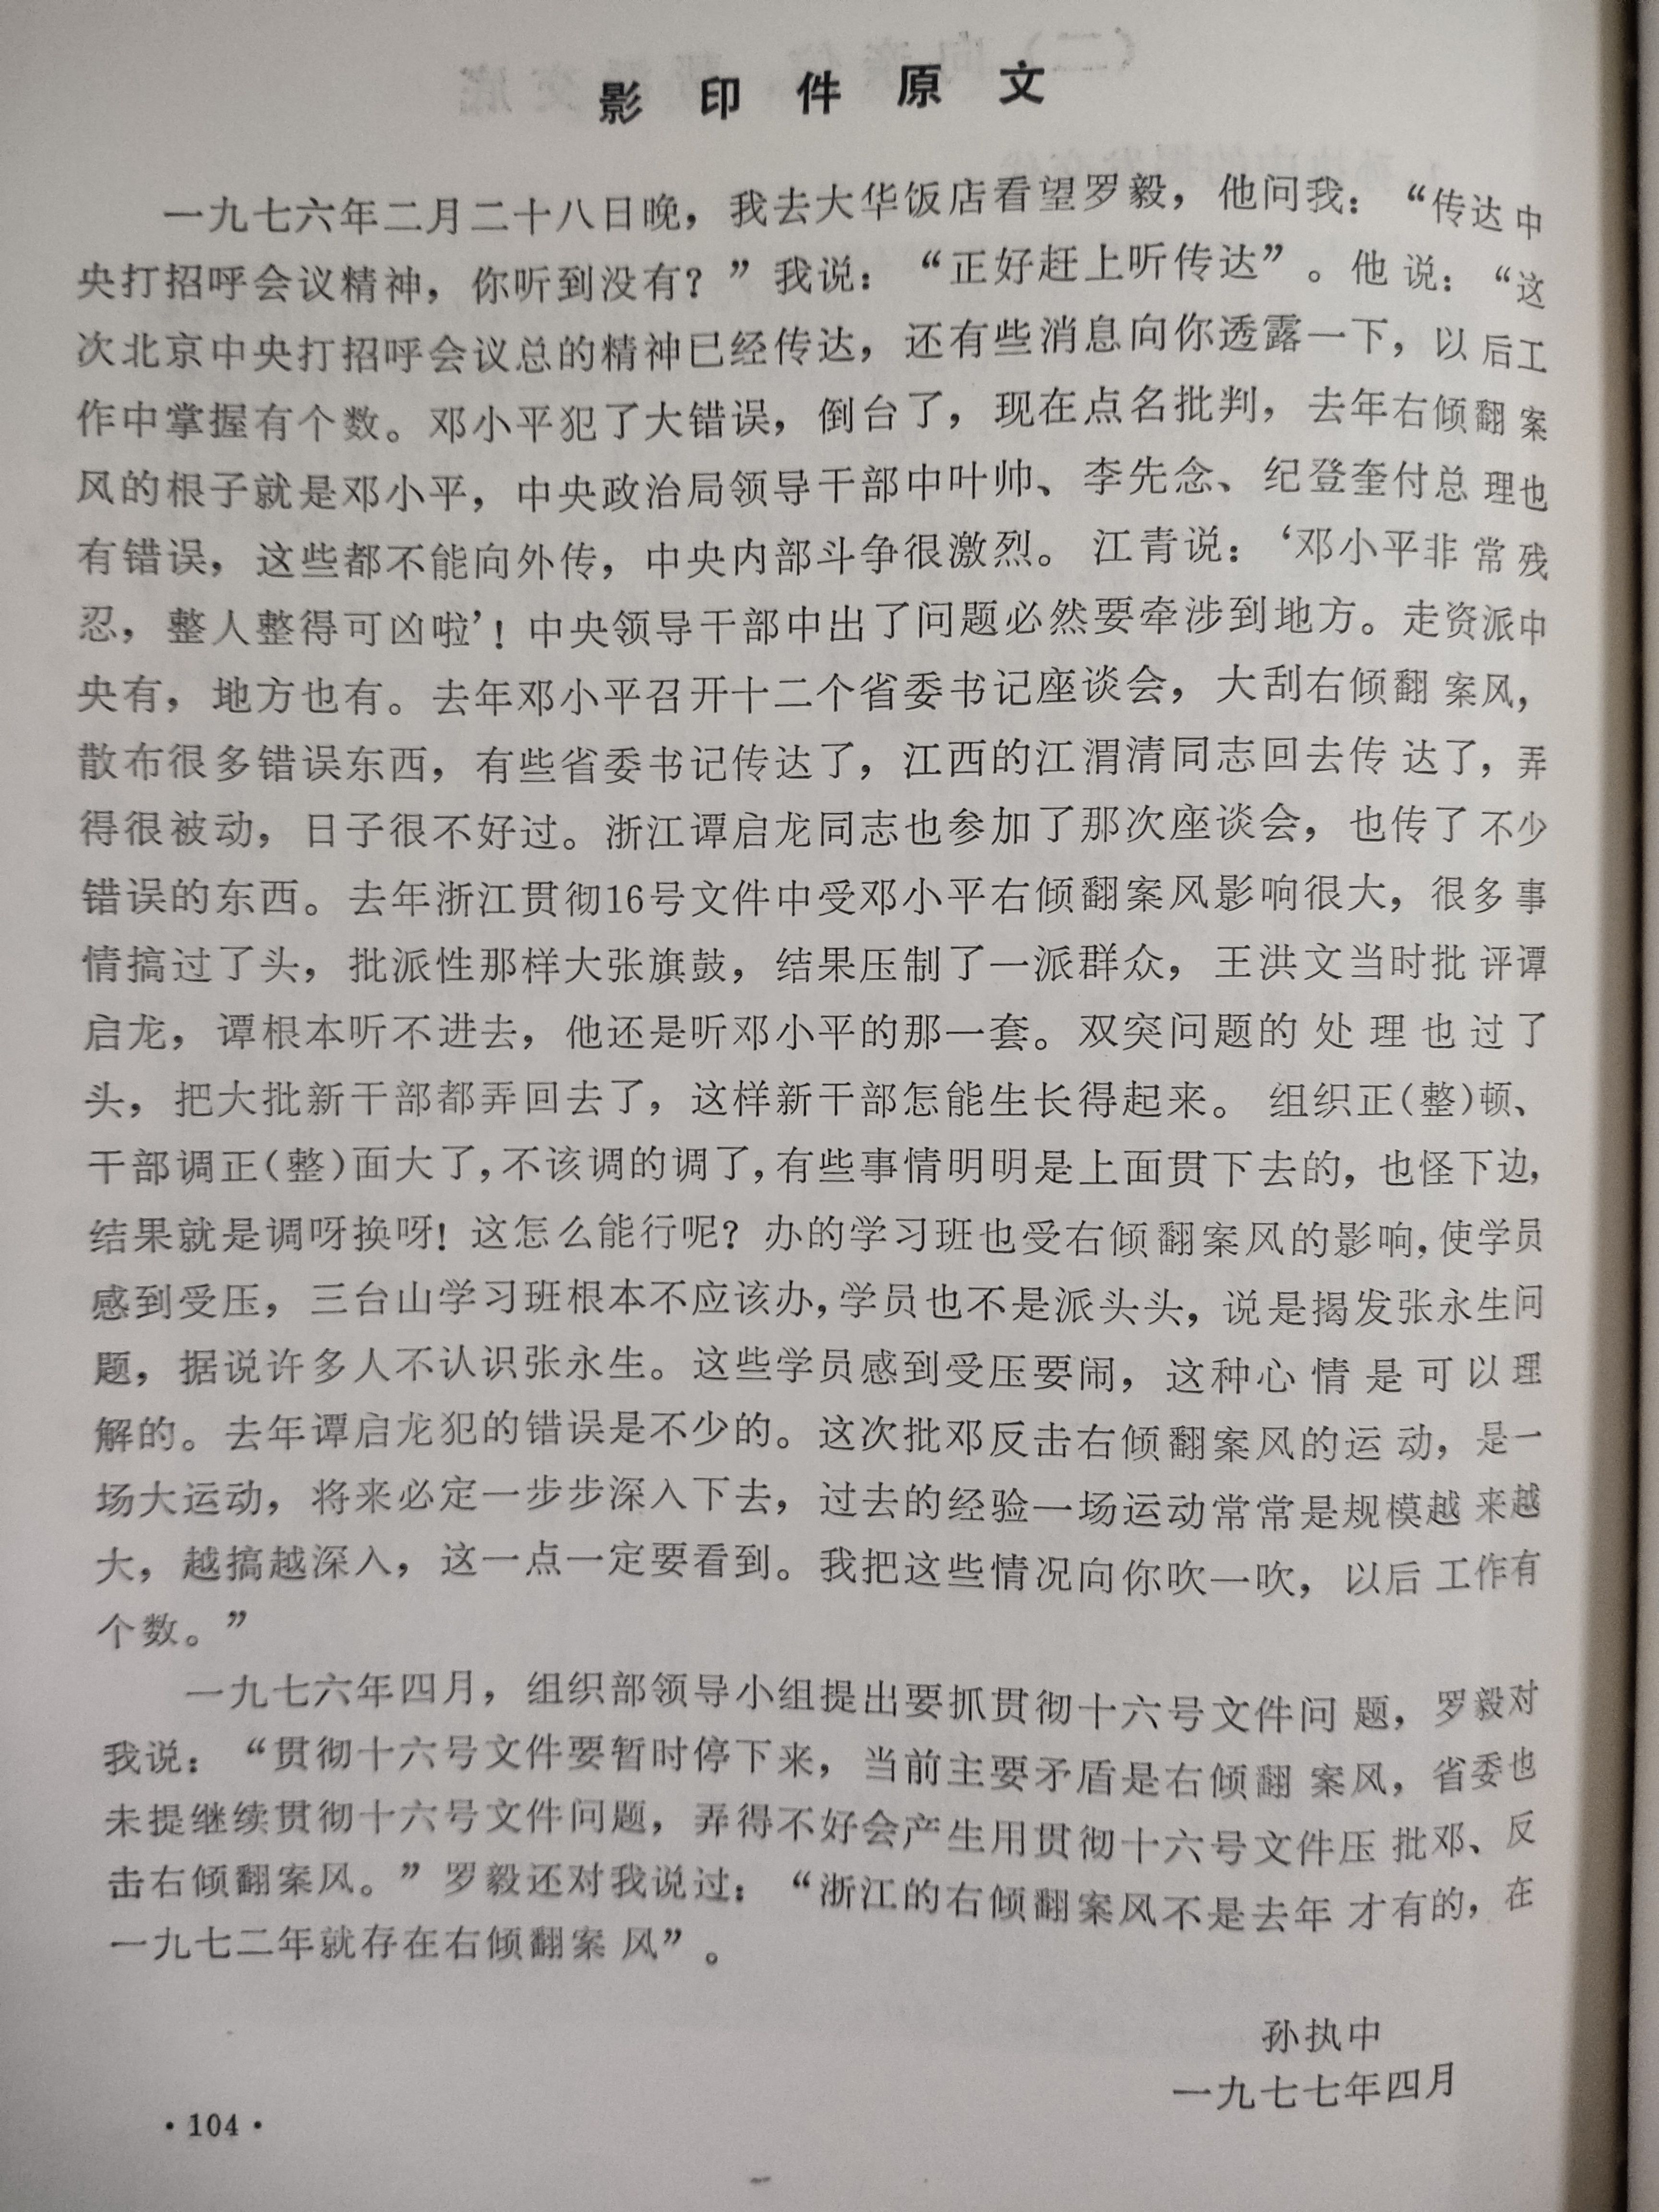 影印件原文
一九七六年二月二十八日晚，我去大华饭店看望罗毅，他问我：“传达中
央打招呼会议精神，你听到没有？”我说：“正好赶上听传达”。他说：“这
次北京中央打招呼会议总的精神已经传达，还有些消息向你透露一下，以后工
作中掌握有个数。邓小平犯了大错误，倒台了，现在点名批判，去年右倾翻案
风的根子就是邓小平，中央政治局领导干部中叶帅、李先念、纪登奎付总理也
有错误，这些都不能向外传，中央内部斗争很激烈。江青说：‘邓小平非常残
忍，整人整得可凶啦’！中央领导干部中出了问题必然要牵涉到地方。走资派中
央有，地方也有。去年邓小平召开十二个省委书记座谈会，大刮右倾翻案风，
散布很多错误东西，有些省委书记传达了，江西的江渭清同志回去传达了，弄
得很被动，日子很不好过。浙江谭启龙同志也参加了那次座谈会，也传了不少
错误的东西。去年浙江贯彻16号文件中受邓小平右倾翻案风影响很大，很多事
情搞过了头，批派性那样大张旗鼓，结果压制了一派群众，王洪文当时批评谭
启龙，谭根本听不进去，他还是听邓小平的那一套。双突问题的处理也过了
头，把大批新干部都弄回去了，这样新干部怎能生长得起来。组织正(整)顿、
干部调正(整)面大了，不该调的调了，有些事情明明是上面贯下去的，也怪下边，
结果就是调呀换呀！这怎么能行呢？办的学习班也受右倾翻案风的影响，使学员
感到受压，三台山学习班根本不应该办，学员也不是派头头，说是揭发张永生问
题，据说许多人不认识张永生。这些学员感到受压要闹，这种心情是可以理
解的。去年谭启龙犯的错误是不少的。这次批邓反击右倾翻案风的运动，是一
场大运动，将来必定一步步深入下去，过去的经验一场运动常常是规模越来越
大，越搞越深入，这一点一定要看到。我把这些情况向你吹一吹，以后工作有
个数。”
一九七六年四月，组织部领导小组提出要抓贯彻十六号文件问题，罗毅对
我说：“贯彻十六号文件要暂时停下来，当前主要矛盾是右倾翻案风，省委也
未提继续贯彻十六号文件问题，弄得不好会产生用贯彻十六号文件压批邓、反
击右倾翻案风。”罗毅还对我说过：“浙江的右倾翻案风不是去年才有的，在
一九七二年就存在右倾翻案风”。
孙执中
一九七七年四月
·104·